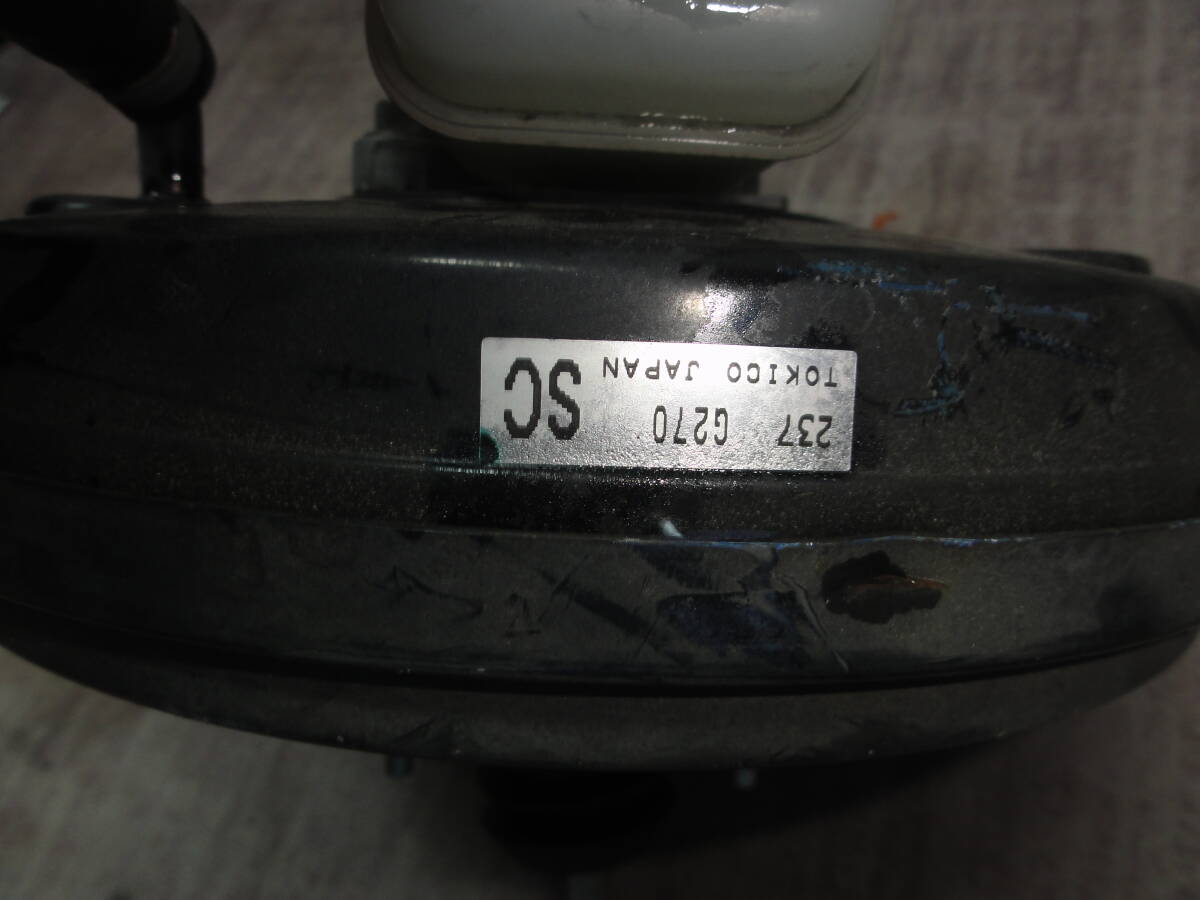 237 G270 SC
TOKICO JAPAN